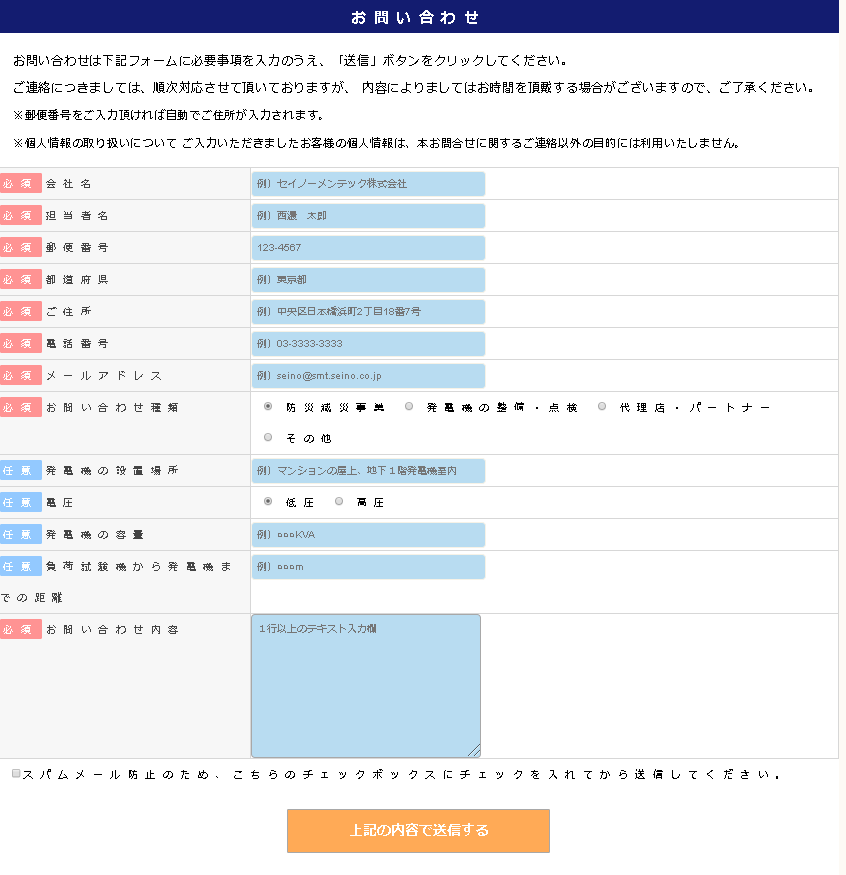 お問い合わせ
お問い合わせは下記フォームに必要事項を入力のうえ、「送信」ボタンをクリックしてください。
ご連絡につきましては、順次対応させて頂いておりますが、 内容によりましてはお時間を頂戴する場合がございますので、ご了承ください。
※郵便番号をご入力頂ければ自動でご住所が入力されます。
※個人情報の取り扱いについて ご入力いただきましたお客様の個人情報は、本お問合せに関するご連絡以外の目的には利用いたしません。
必須 会社名 例）セイノーメンテック株式会社
必須 担当者名 例）西濃　太郎
必須 郵便番号 123-4567
必須 都道府県 例）東京都
必須 ご住所 例）中央区日本橋浜町2丁目18番7号
必須 電話番号 例）03-3333-3333
必須 メールアドレス 例）seino@smt.seino.co.jp
必須 お問い合わせ種類 防災減災事業 発電機の整備・点検 代理店・パートナー
その他
任意 発電機の設置場所 例）マンションの屋上、地下１階発電機室内
任意 電圧 低圧 高圧
任意 発電機の容量 例）○○○KVA
任意 負荷試験機から発電機ま 例）○○○m
での距離
必須 お問い合わせ内容 １行以上のテキスト入力欄
スパムメール防止のため、こちらのチェックボックスにチェックを入れてから送信してください。
上記の内容で送信する